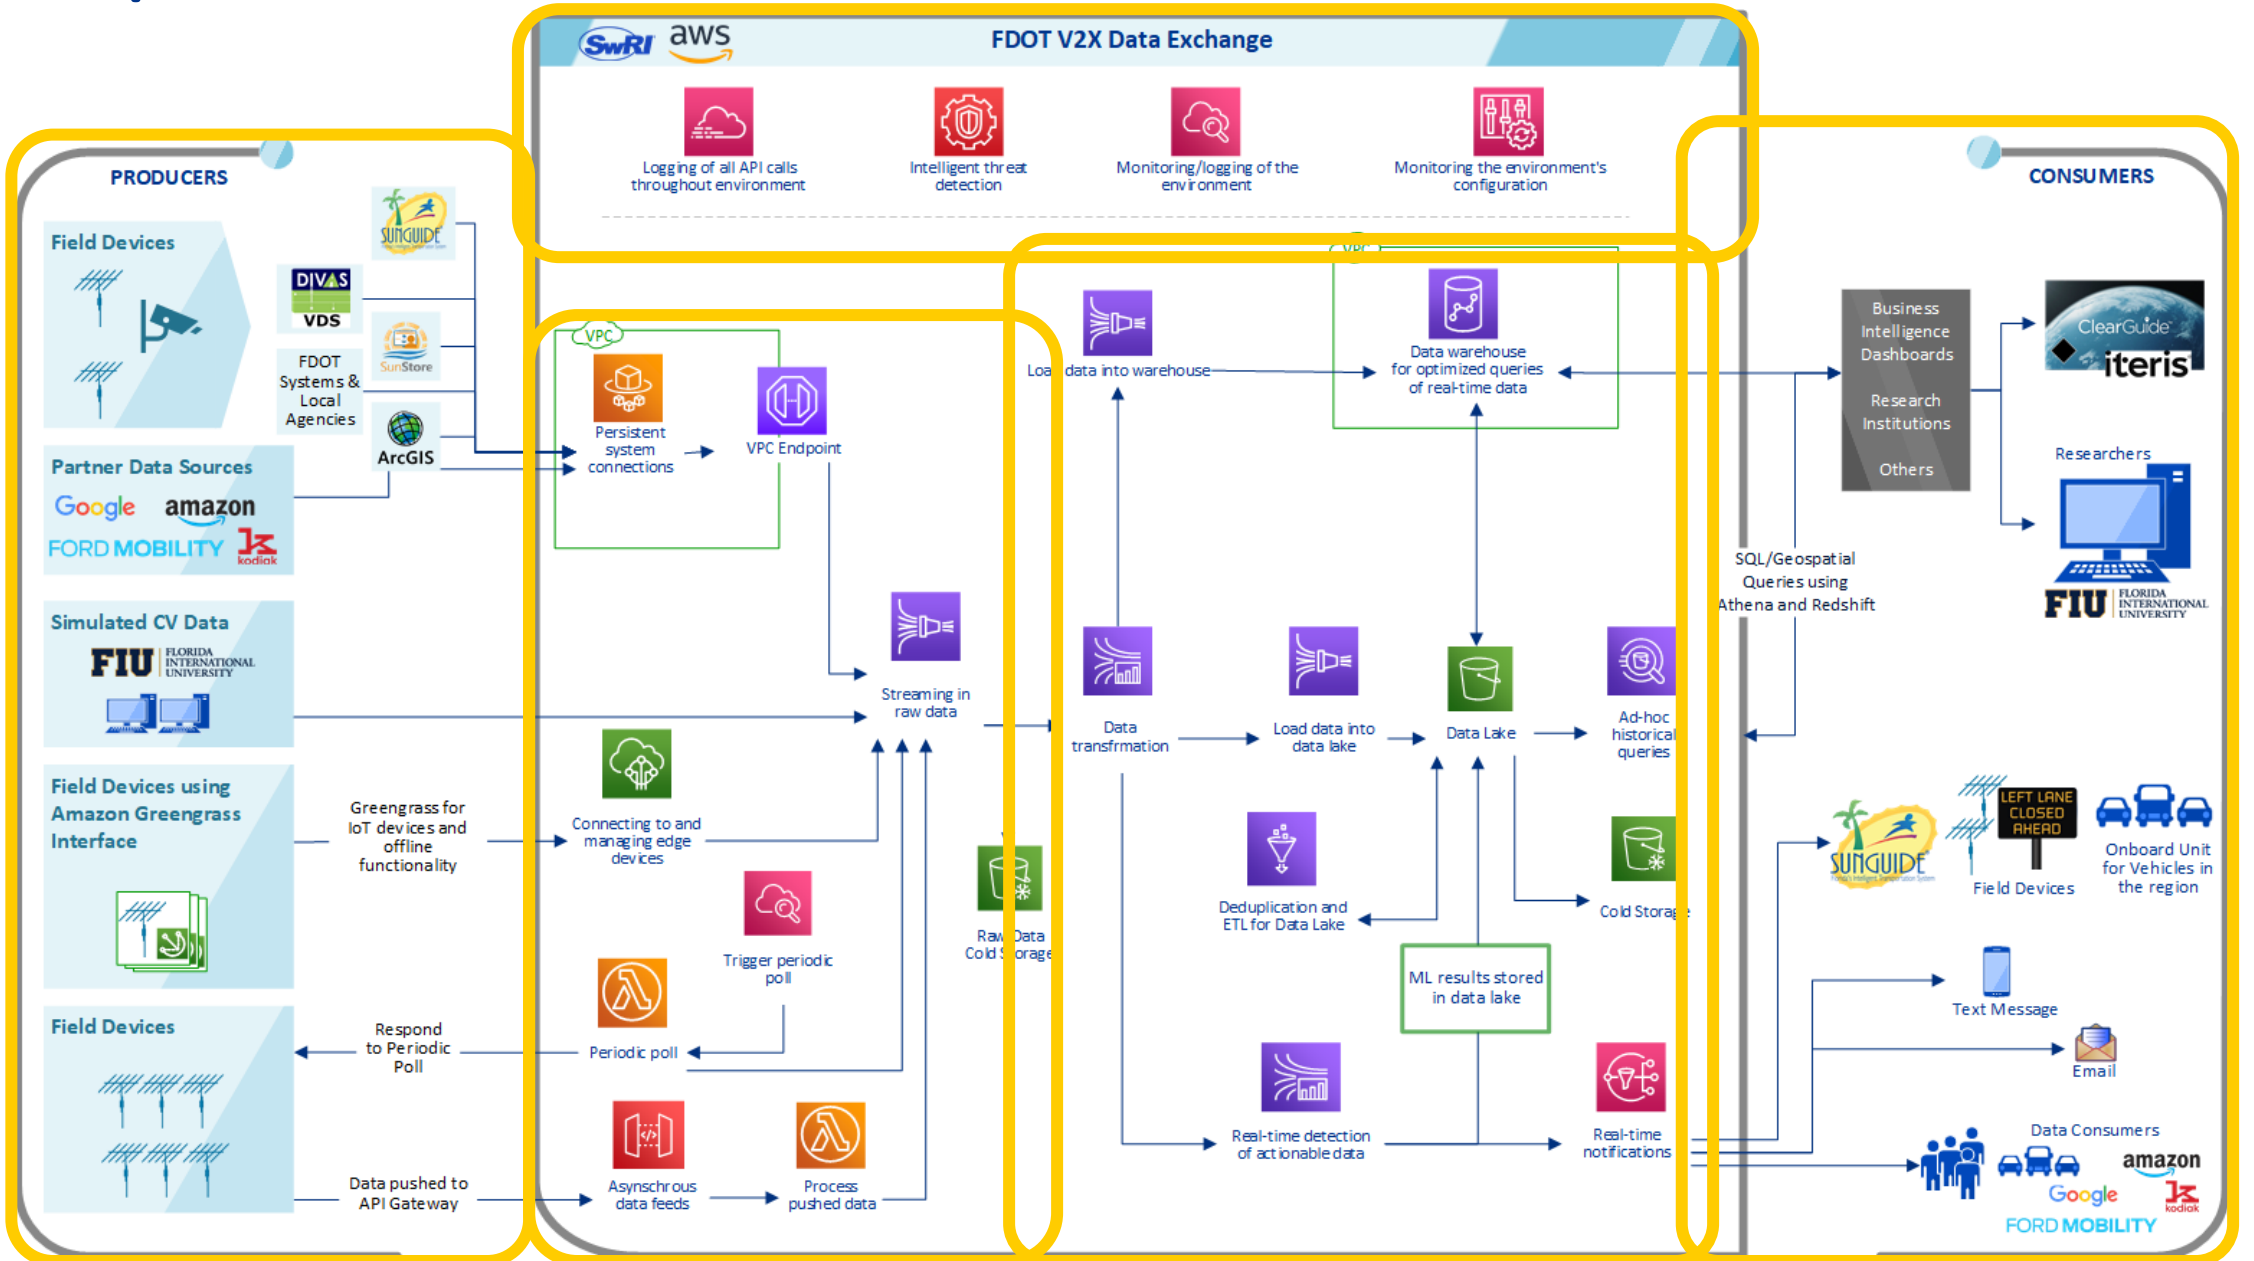 SwRI
aws
FDOT V2X Data Exchange
Logging of all API calls
throughout environment
Intelligent threat
detection
Monitoring/logging of the
environment
Monitoring the environment's
configuration
PRODUCERS
Field Devices
SUNGUIDE
DIVAS
VDS
SunStore
FDOT
Systems &
Local
Agencies
ArcGIS
Partner Data Sources
Google
amazon
FORD MOBILITY
kodiak
Simulated CV Data
FIU
FLORIDA
INTERNATIONAL
UNIVERSITY
Field Devices using
Amazon Greengrass
Interface
Greengrass for
IoT devices and
offline
functionality
Field Devices
Respond
to Periodic
Poll
Data pushed to
API Gateway
VPC
Persistent
system
connections
VPC Endpoint
Streaming in
raw data
Connecting to and
managing edge
devices
Trigger periodic
poll
Periodic poll
Asynschrous
data feeds
Process
pushed data
Raw Data
Cold Storage
Load data into warehouse
VPC
Data warehouse
for optimized queries
of real-time data
Data
transfrmation
Load data into
data lake
Data Lake
Ad-hoc
historical
queries
Deduplication and
ETL for Data Lake
Cold Storage
ML results stored
in data lake
Real-time detection
of actionable data
Real-time
notifications
CONSUMERS
Business
Intelligence
Dashboards
Research
Institutions
Others
ClearGuide
iteris
Researchers
FIU
FLORIDA
INTERNATIONAL
UNIVERSITY
SQL/Geospatial
Queries using
Athena and Redshift
SUNGUIDE
LEFT LANE
CLOSED
AHEAD
Field Devices
Onboard Unit
for Vehicles in
the region
Text Message
Email
Data Consumers
amazon
Google
kodiak
FORD MOBILITY